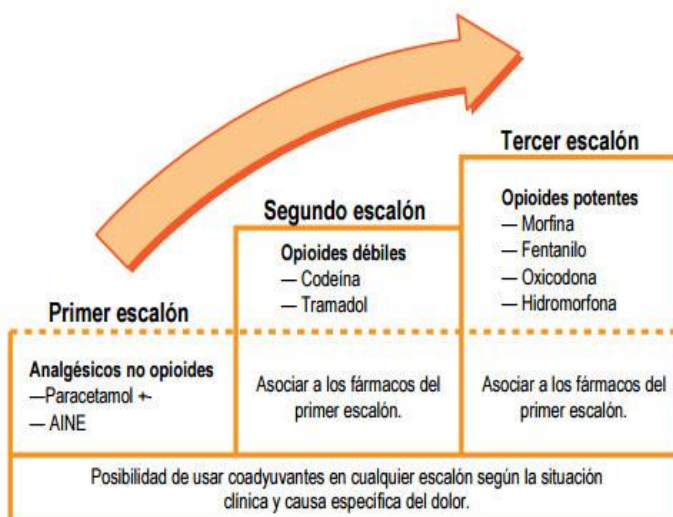 Primer escalón
Analgésicos no opioides
—Paracetamol +-
— AINE
Segundo escalón
Opioides débiles
— Codeína
— Tramadol
Asociar a los fármacos del
primer escalón.
Tercer escalón
Opioides potentes
— Morfina
— Fentanilo
— Oxicodona
— Hidromorfona
Asociar a los fármacos del
primer escalón.
Posibilidad de usar coadyuvantes en cualquier escalón según la situación
clínica y causa específica del dolor.